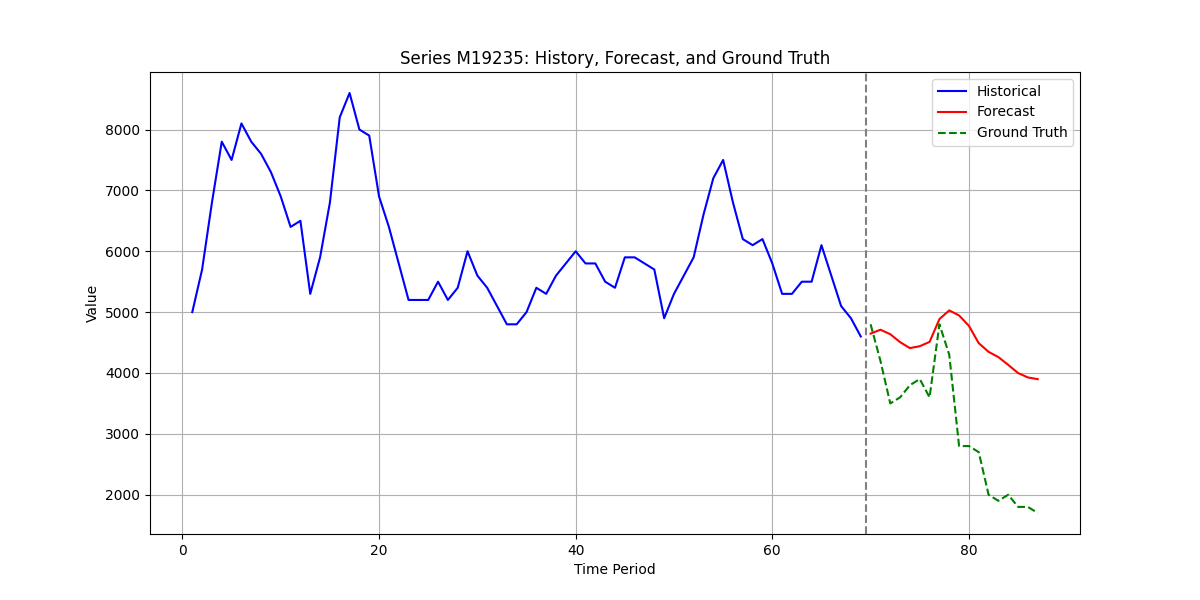 Series M19235: History, Forecast, and Ground Truth
Historical
Forecast
Ground Truth
8000
7000
6000
5000
4000
3000
2000
Value
0 20 40 60 80
Time Period